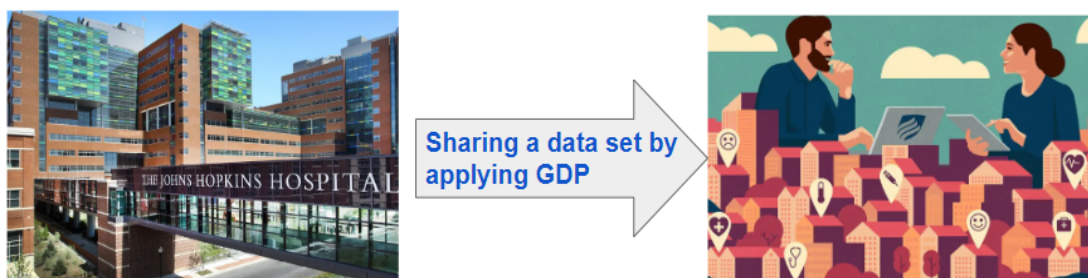 THE JOHNS HOPKINS HOSPITAL
Sharing a data set by
applying GDP